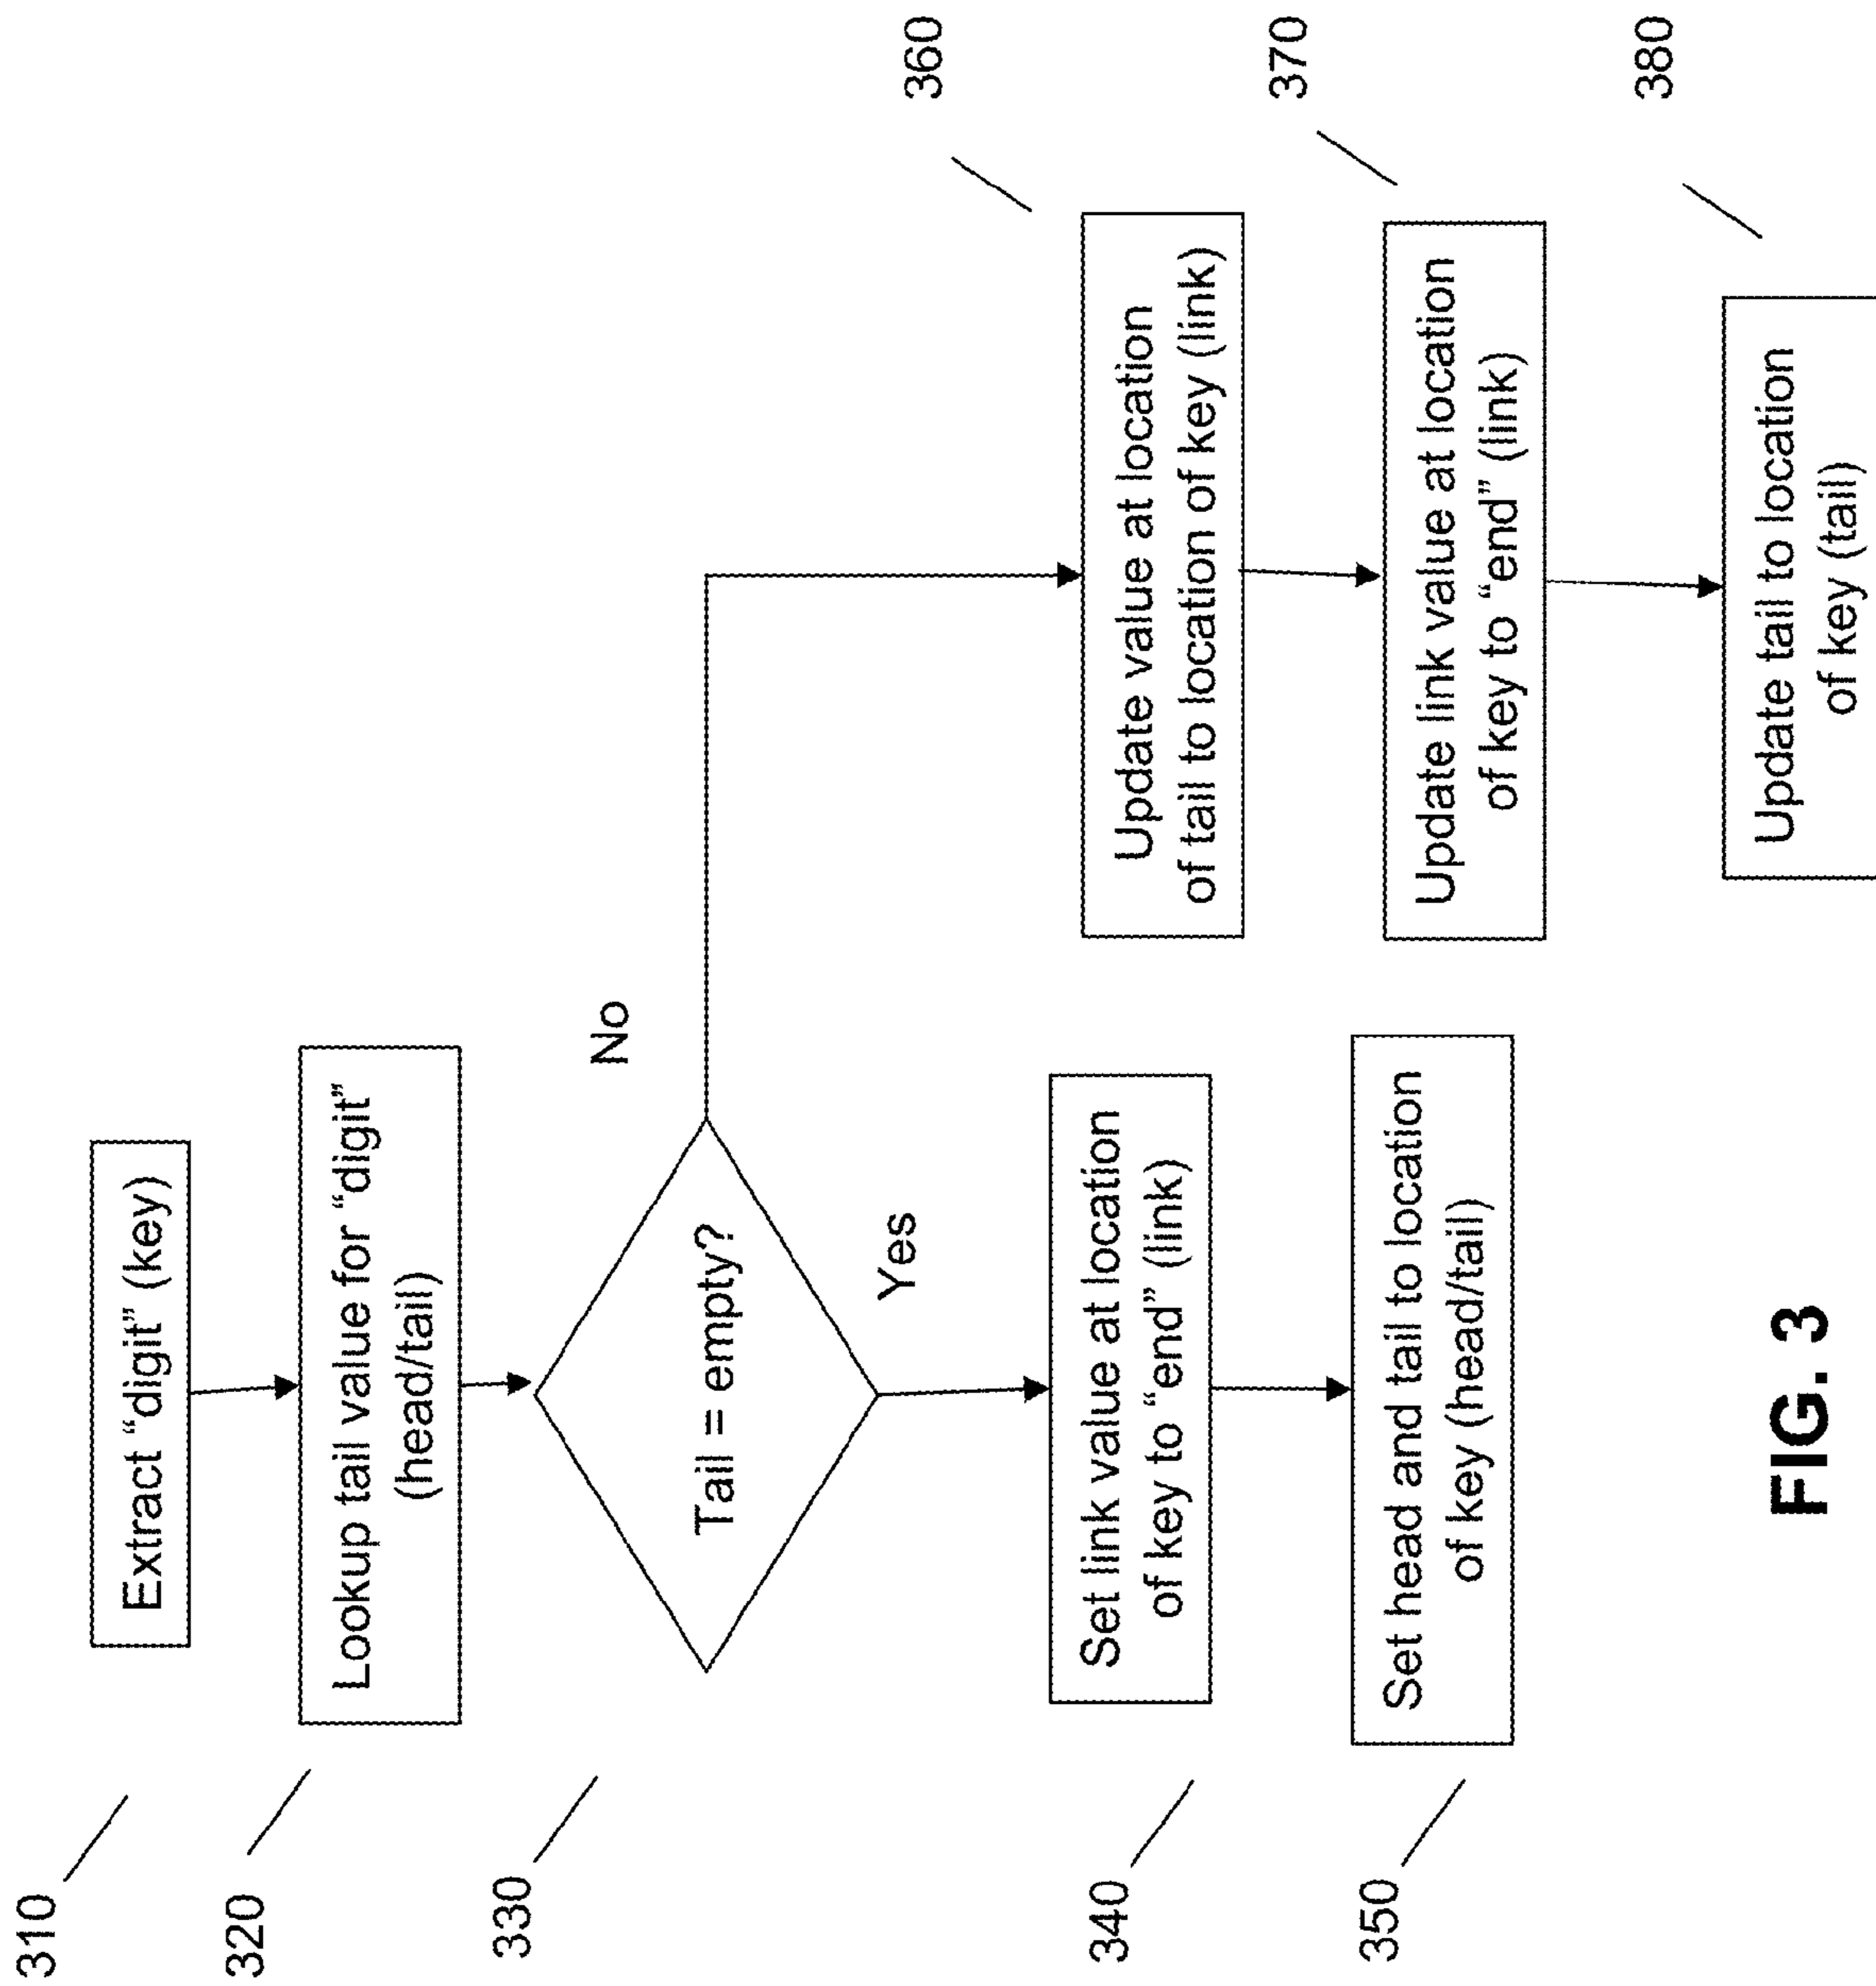 310
Extract “digit” (key)
320
Lookup tail value for “digit”
(head/tail)
330
Tail = empty?
No
Yes
340
Set link value at location
of key to “end” (link)
350
Set head and tail to location
of key (head/tail)
360
Update value at location
of tail to location of key (link)
370
Update link value at location
of key to “end” (link)
380
Update tail to location
of key (tail)
FIG. 3